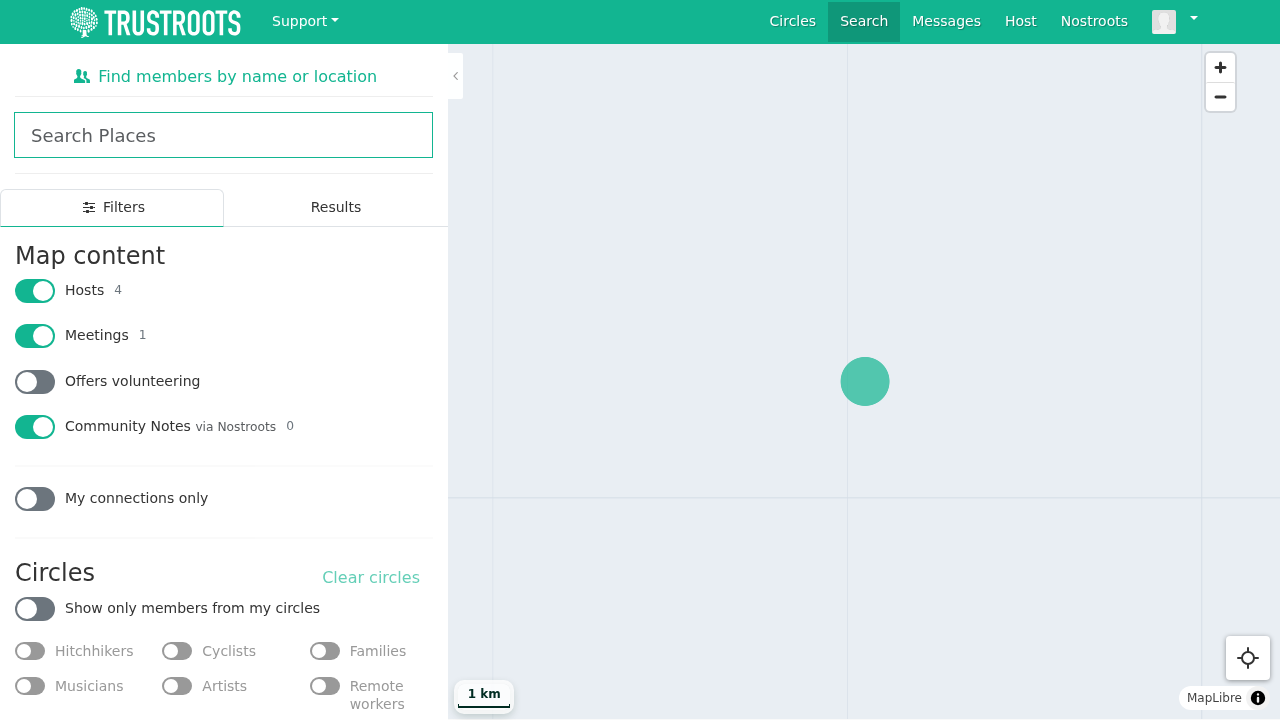 TRUSTROOTS Support Circles Search Messages Host Nostroots
Find members by name or location
Search Places
Filters Results
Map content
Hosts 4
Meetings 1
Offers volunteering
Community Notes via Nostroots 0
My connections only
Circles Clear circles
Show only members from my circles
Hitchhikers Cyclists Families
Musicians Artists Remote workers
1 km
MapLibre